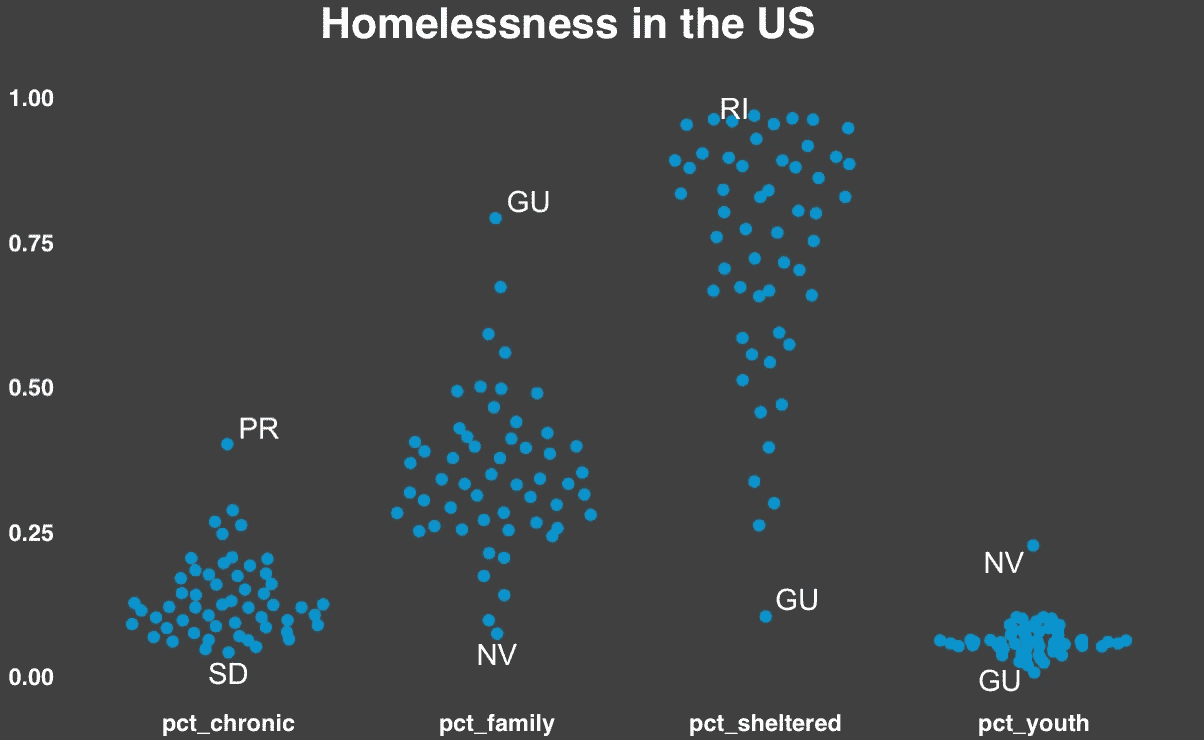 Homelessness in the US
1.00
RI
GU
0.75
PR
0.50
0.25
NV
GU
NV
SD
GU
0.00
pct_chronic pct_family pct_sheltered pct_youth